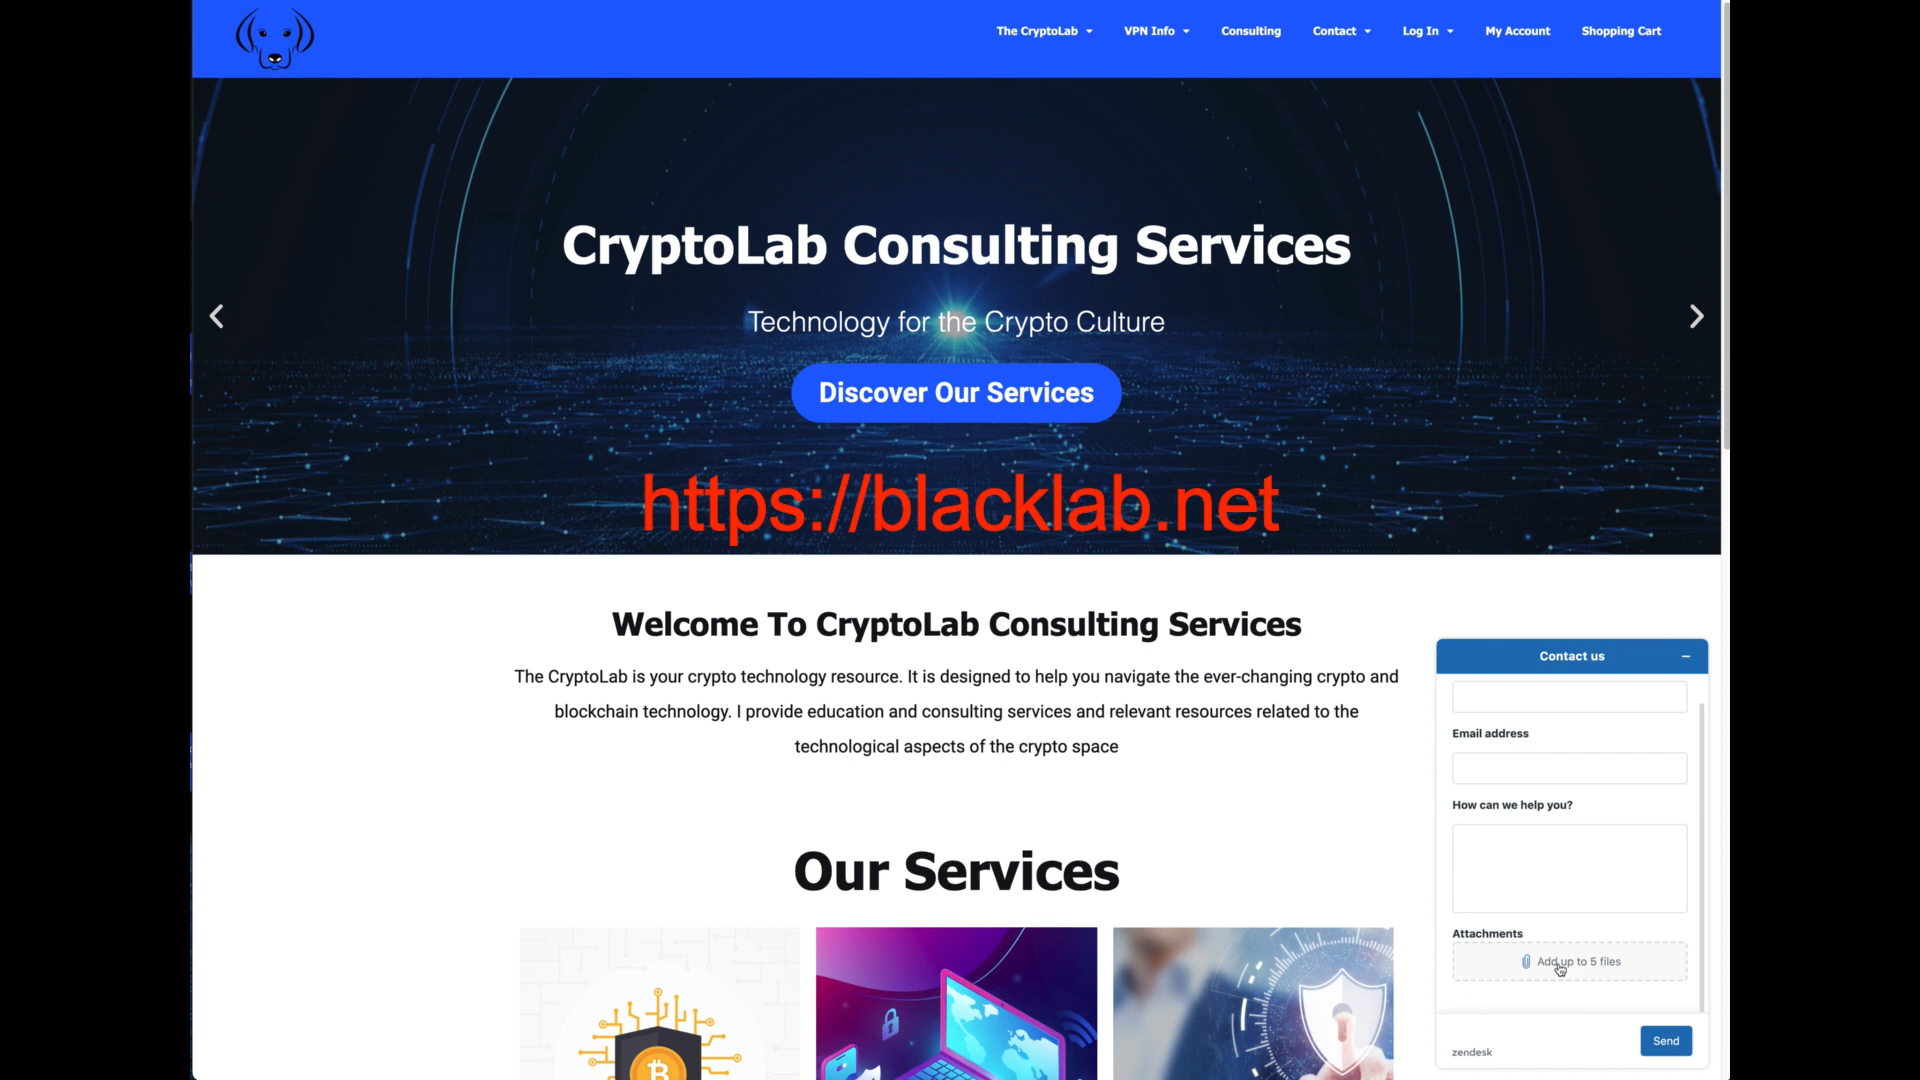 The CryptoLab
VPN Info
Consulting
Contact
Log In
My Account
Shopping Cart
CryptoLab Consulting Services
Technology for the Crypto Culture
Discover Our Services
https://blacklab.net
Welcome To CryptoLab Consulting Services
The CryptoLab is your crypto technology resource. It is designed to help you navigate the ever-changing crypto and
blockchain technology. I provide education and consulting services and relevant resources related to the
technological aspects of the crypto space
Our Services
Contact us
Email address
How can we help you?
Attachments
Add up to 5 files
Send
zendesk